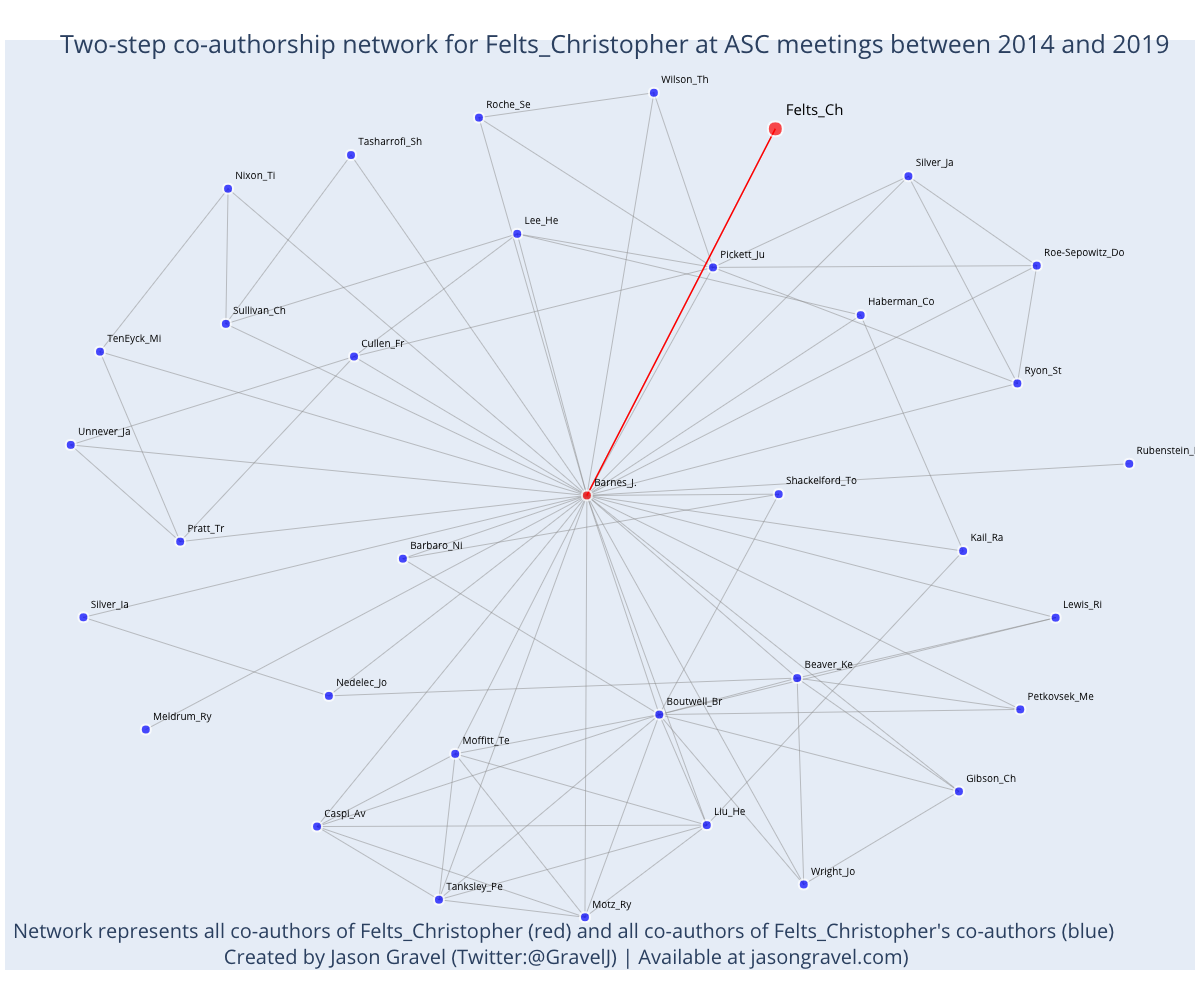 Two-step co-authorship network for Felts_Christopher at ASC meetings between 2014 and 2019
Wilson_Th
Roche_Se
Felts_Ch
Tasharrofi_Sh
Silver_Ja
Nixon_Ti
Lee_He
Roe-Sepowitz_Do
Pickett_Ju
Haberman_Co
Sullivan_Ch
TenEyck_Mi
Cullen_Fr
Ryon_St
Unnever_Ja
Rubenstein_
Barnes_J.
Shackelford_To
Pratt_Tr
Kail_Ra
Barbaro_Ni
Silver_Ia
Lewis_Ri
Beaver_Ke
Nedelec_Jo
Petkovsek_Me
Boutwell_Br
Meldrum_Ry
Moffitt_Te
Gibson_Ch
Caspi_Av
Liu_He
Wright_Jo
Tanksley_Pe
Motz_Ry
Network represents all co-authors of Felts_Christopher (red) and all co-authors of Felts_Christopher's co-authors (blue)
Created by Jason Gravel (Twitter:@GravelJ) | Available at jasongravel.com)